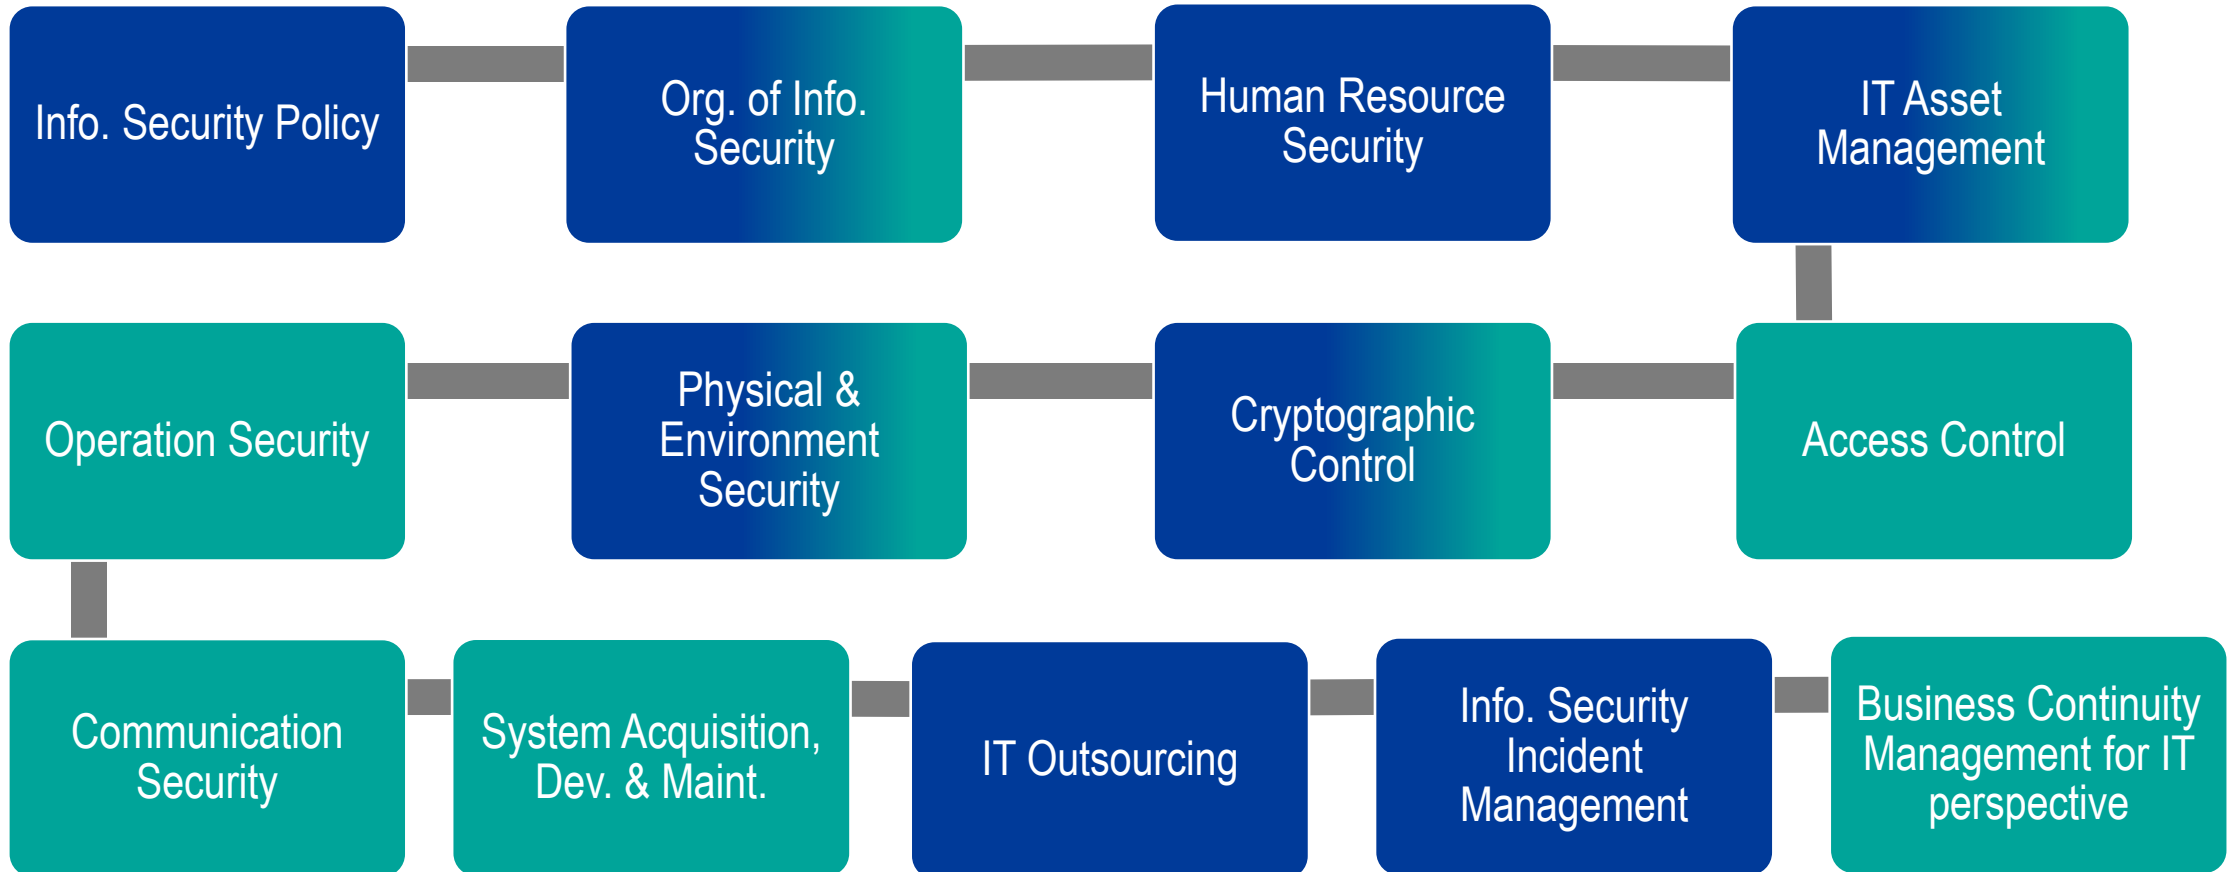 Info. Security Policy
Org. of Info.
Security
Human Resource
Security
IT Asset
Management
Operation Security
Physical &
Environment
Security
Cryptographic
Control
Access Control
Communication
Security
System Acquisition,
Dev. & Maint.
IT Outsourcing
Info. Security
Incident
Management
Business Continuity
Management for IT
perspective